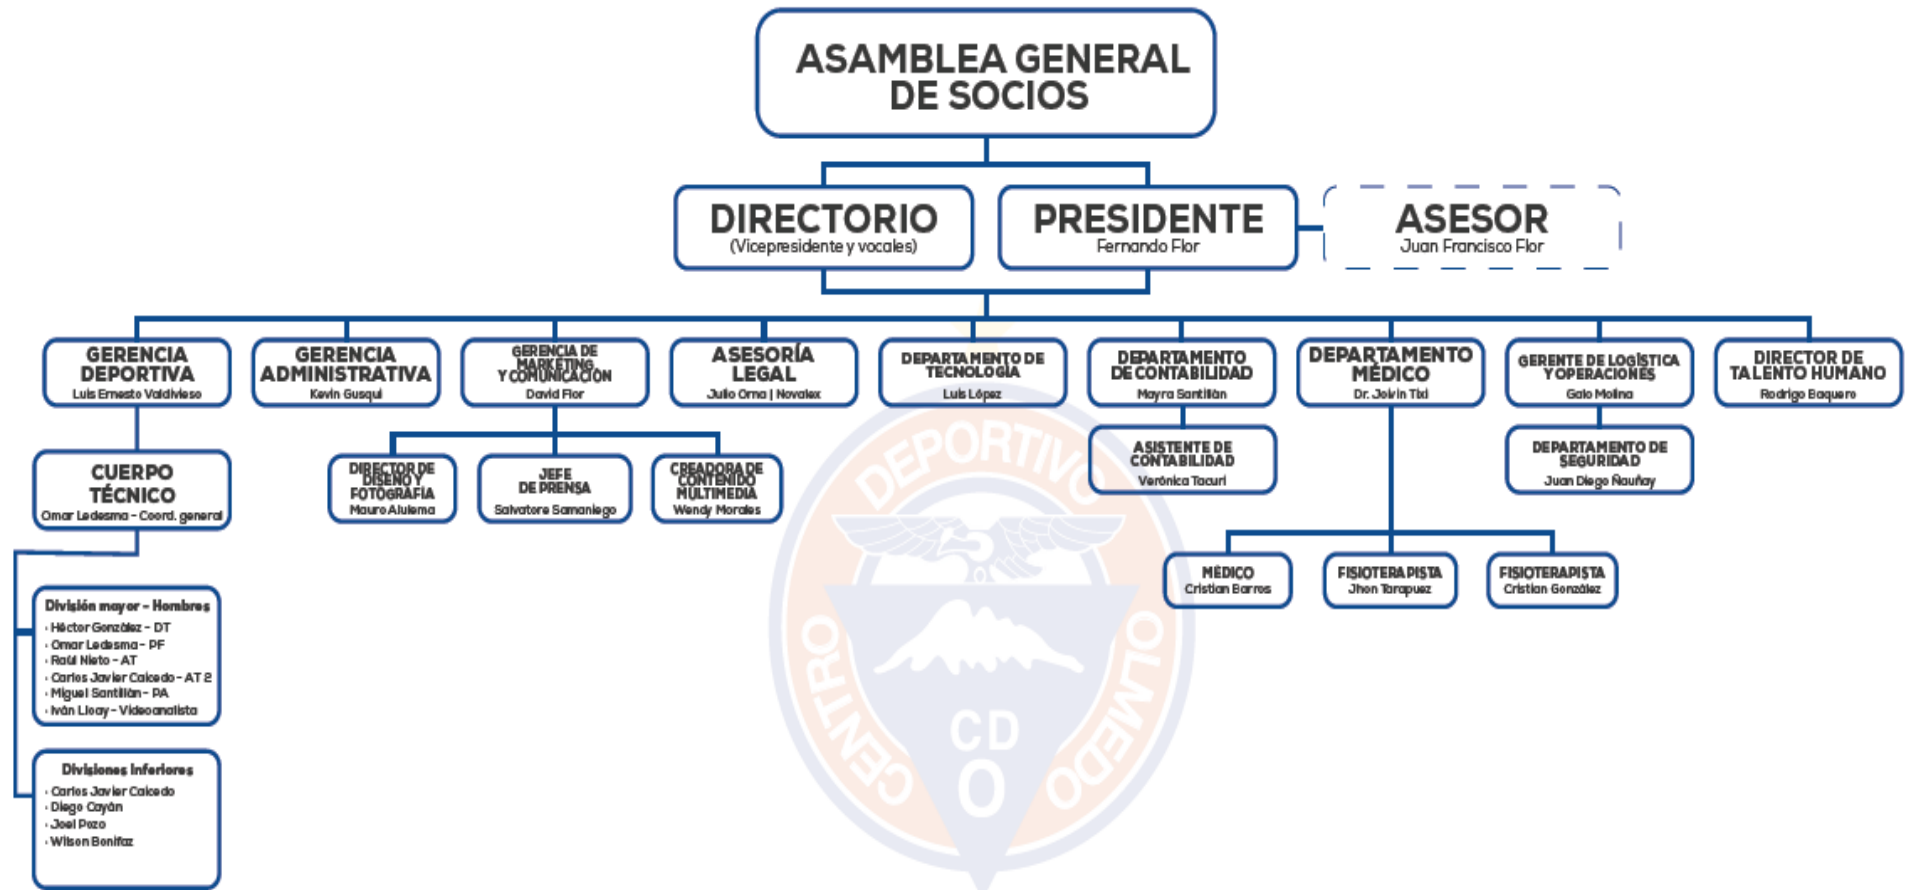 ASAMBLEA GENERAL
DE SOCIOS
DIRECTORIO
(Vicepresidente y vocales)
PRESIDENTE
Fernando Flor
ASESOR
Juan Francisco Flor
GERENCIA
DEPORTIVA
Luis Ernesto Valdivieso
GERENCIA
ADMINISTRATIVA
Kevin Gusqui
GERENCIA DE
MARKETING
Y COMUNICACIÓN
David Flor
ASESORÍA
LEGAL
Julio Orna | Novalex
DEPARTAMENTO DE
TECNOLOGÍA
Luis López
DEPARTAMENTO
DE CONTABILIDAD
Mayra Santillán
DEPARTAMENTO
MÉDICO
Dr. Joivin Tixi
GERENTE DE LOGÍSTICA
Y OPERACIONES
Galo Molina
DIRECTOR DE
TALENTO HUMANO
Rodrigo Baquero
CUERPO
TÉCNICO
Omar Ledesma - Coord. general
DIRECTOR DE
DISEÑO Y
FOTOGRAFÍA
Mauro Alulema
JEFE
DE PRENSA
Salvatore Samaniego
CREADORA DE
CONTENIDO
MULTIMEDIA
Wendy Morales
ASISTENTE DE
CONTABILIDAD
Verónica Tacuri
DEPARTAMENTO DE
SEGURIDAD
Juan Diego Ñauñay
MÉDICO
Cristian Barros
FISIOTERAPISTA
Jhon Tarapuez
FISIOTERAPISTA
Cristian González
División mayor - Hombres
· Héctor González - DT
· Omar Ledesma - PF
· Raúl Nieto - AT
· Carlos Javier Caicedo - AT 2
· Miguel Santillán - PA
· Iván Lloay - Videoanalista
Divisiones Inferiores
· Carlos Javier Caicedo
· Diego Cayán
· Joel Pozo
· Wilson Bonifaz
CENTRO DEPORTIVO OLMEDO
CD
O